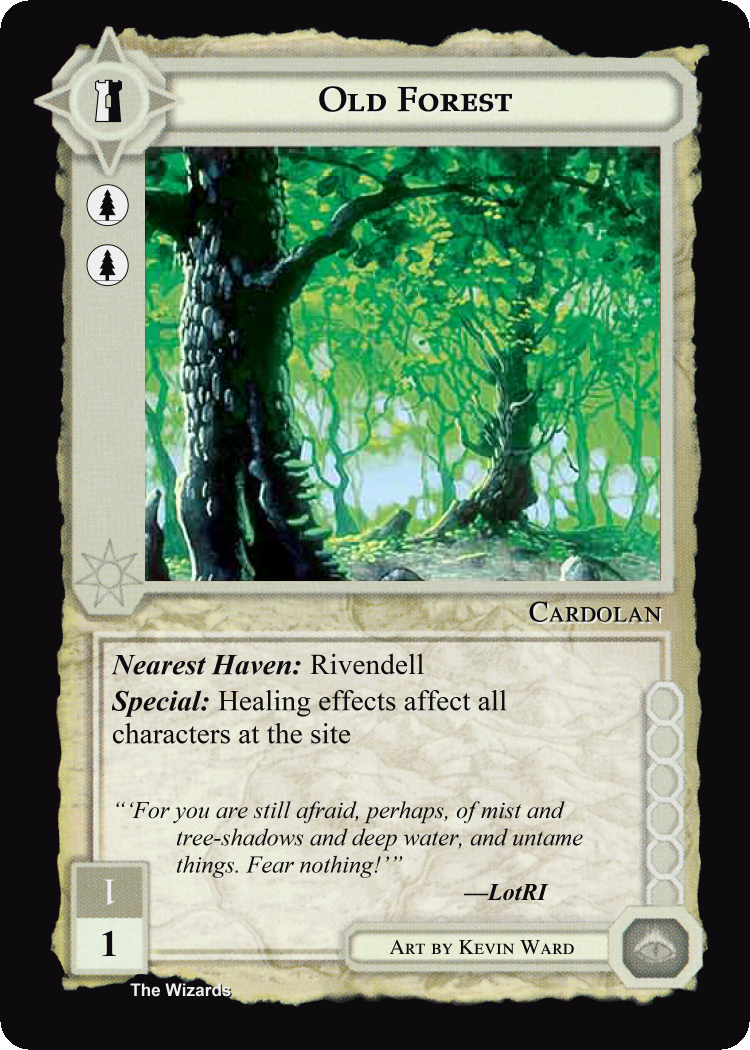 Old Forest
Cardolan
Nearest Haven: Rivendell
Special: Healing effects affect all
characters at the site
“‘For you are still afraid, perhaps, of mist and
tree-shadows and deep water, and untame
things. Fear nothing!’”
—LotRI
1
1
Art by Kevin Ward
The Wizards